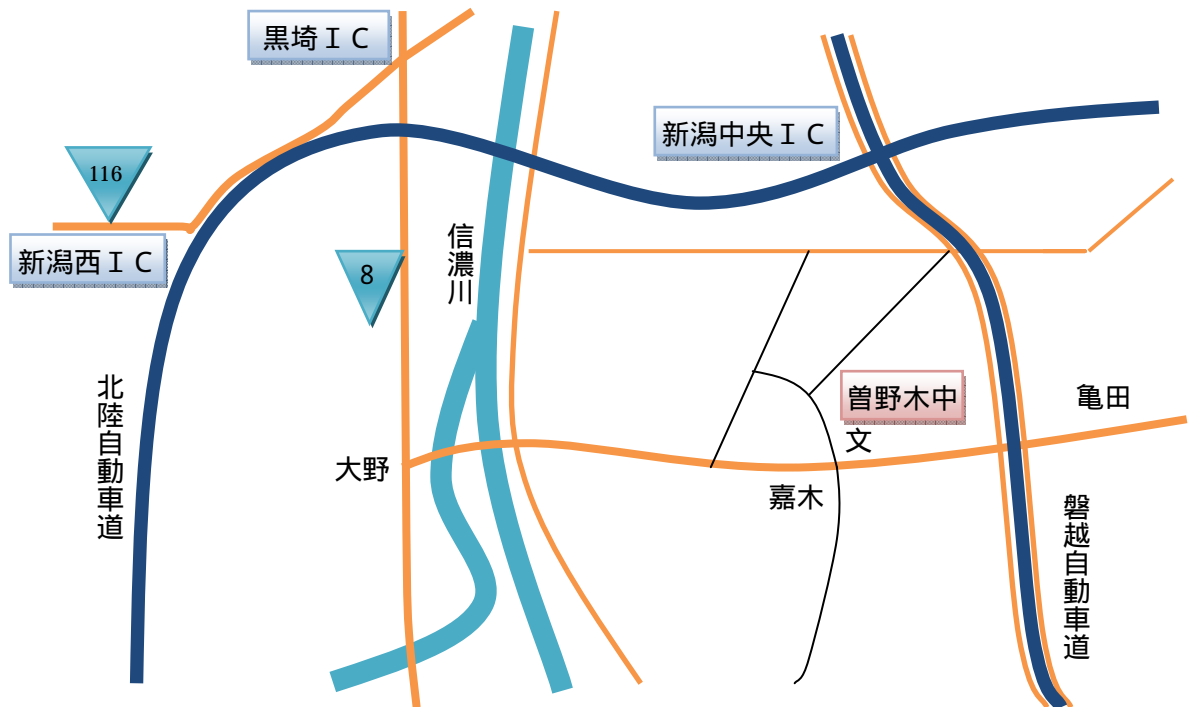 黒埼ＩＣ
新潟中央ＩＣ
116
新潟西ＩＣ
信濃川
8
北陸自動車道
曽野木中
亀田
文
大野
嘉木
磐越自動車道